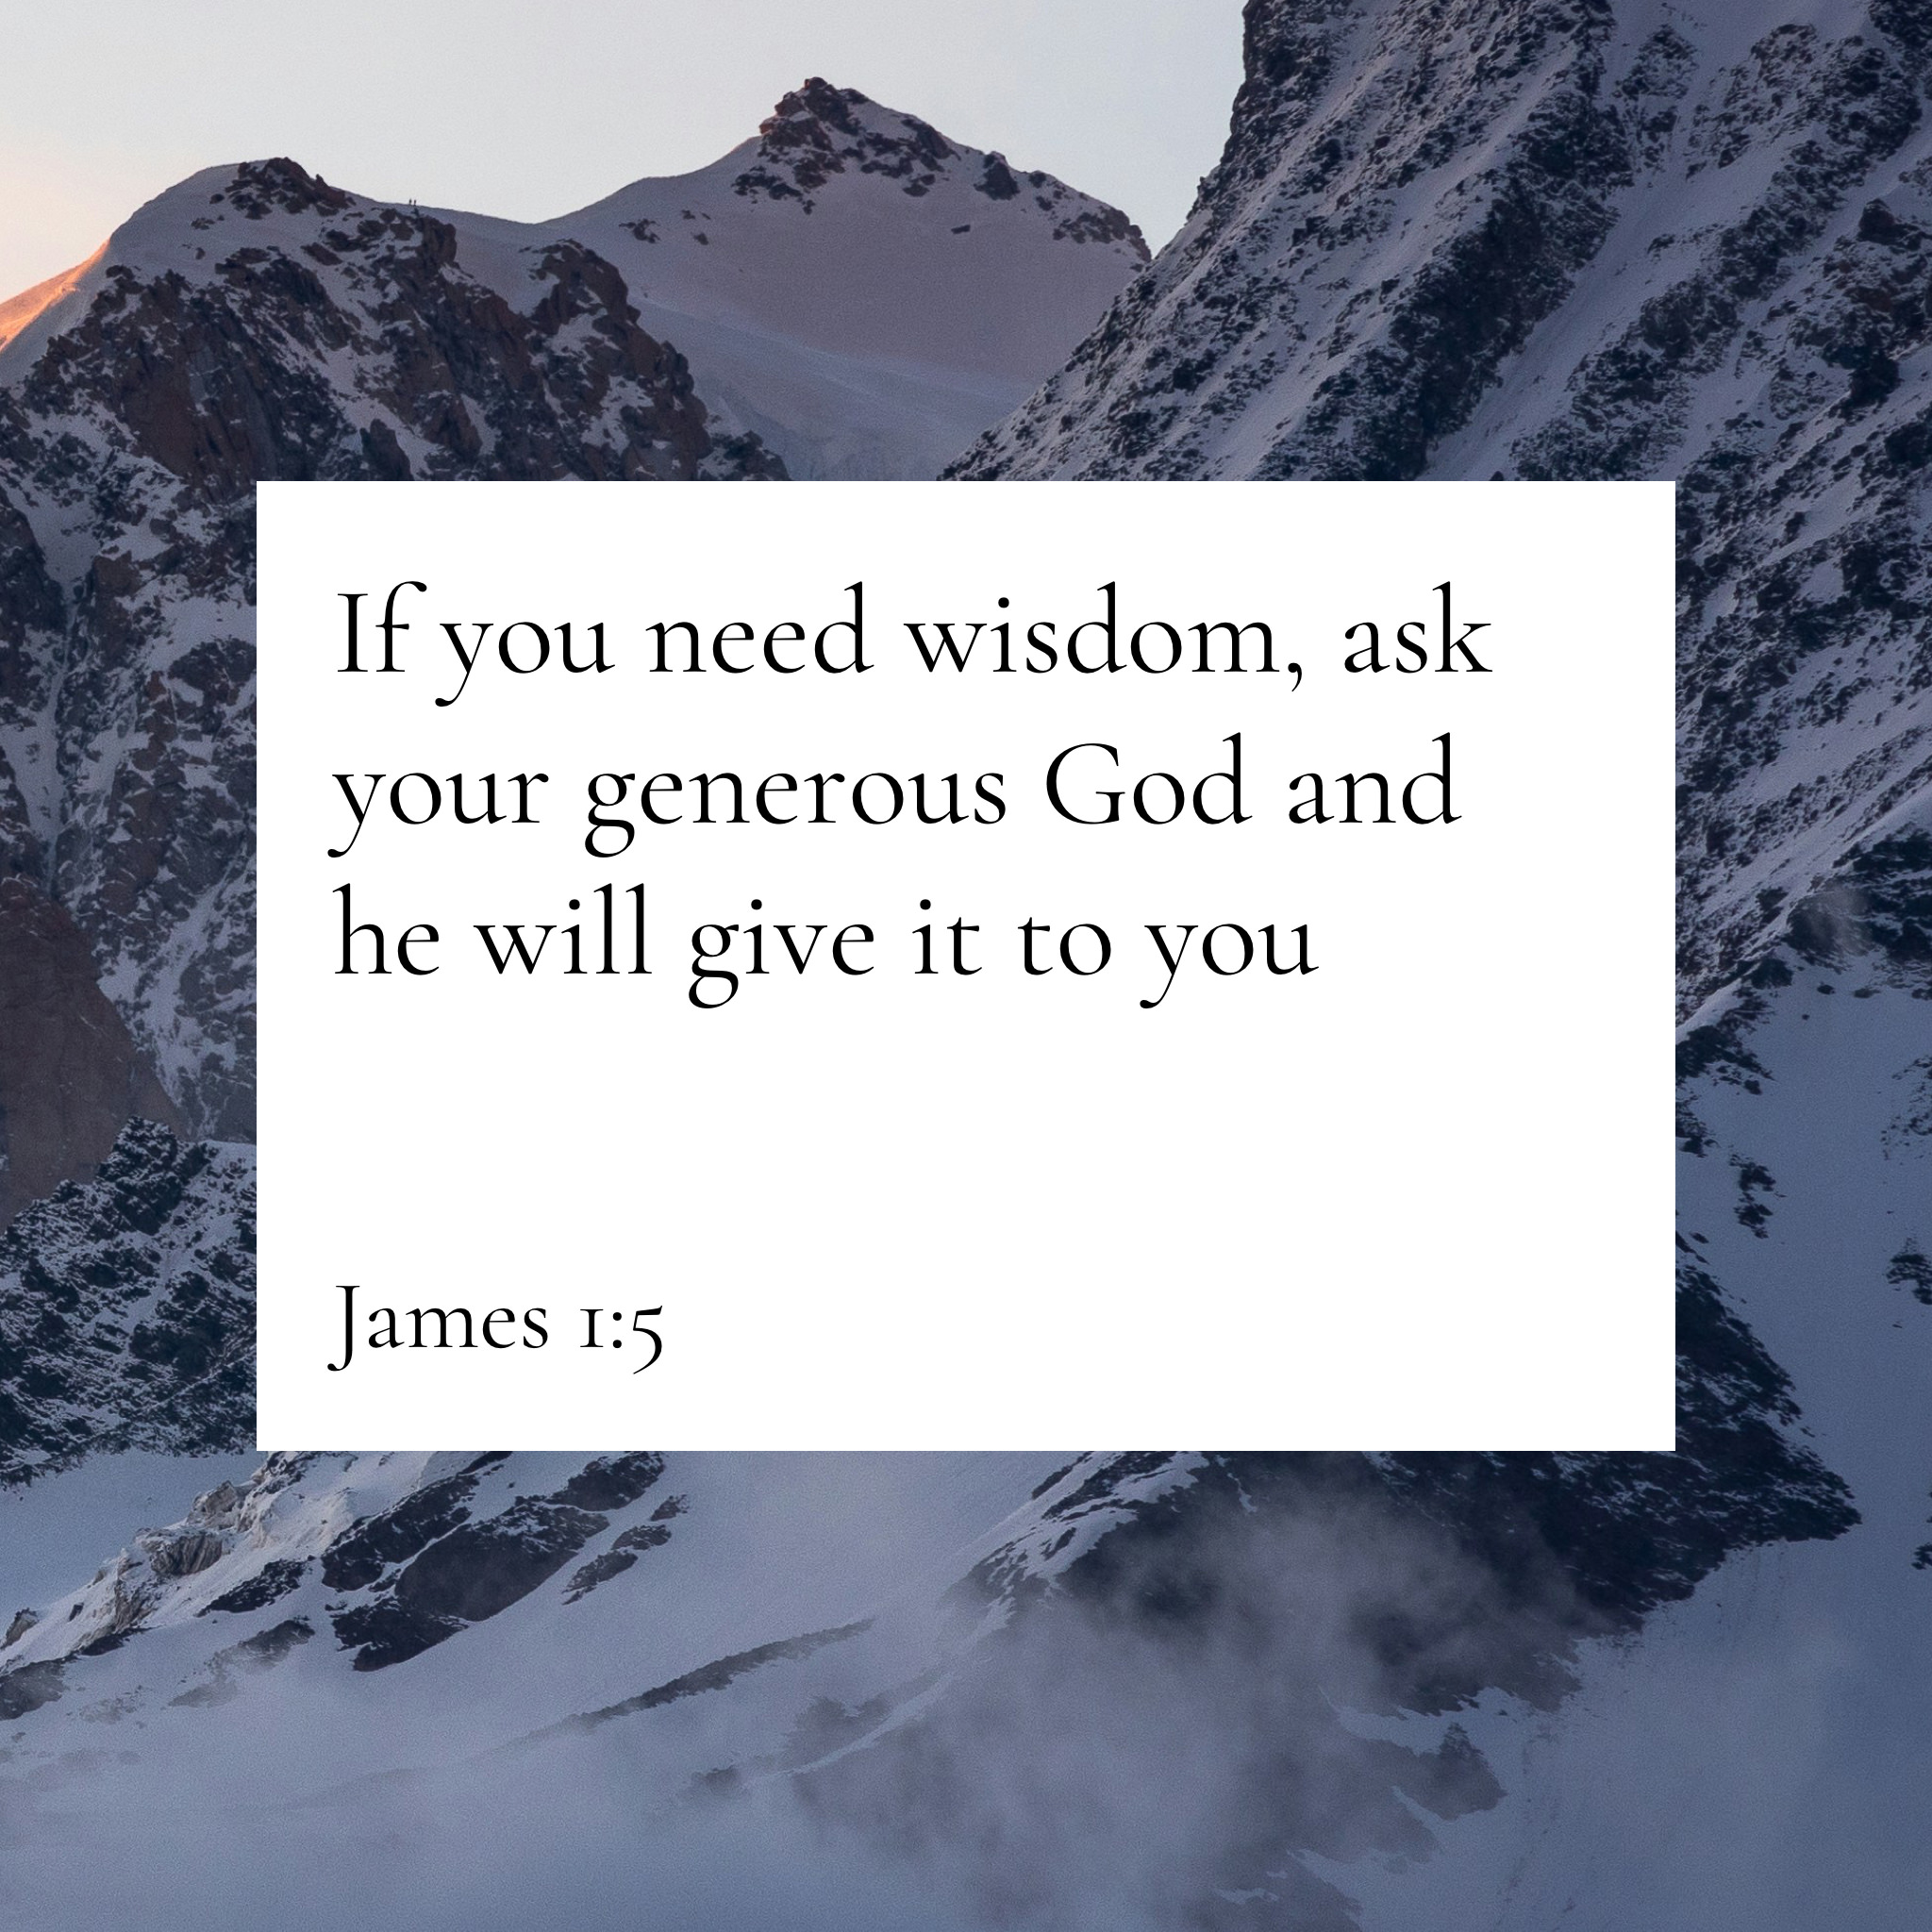 If you need wisdom, ask
your generous God and
he will give it to you
James 1:5